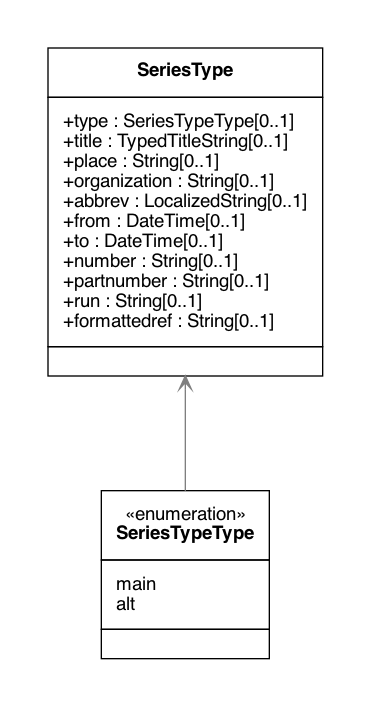 SeriesType
+type : SeriesTypeType[0..1]
+title : TypedTitleString[0..1]
+place : String[0..1]
+organization : String[0..1]
+abbrev : LocalizedString[0..1]
+from : DateTime[0..1]
+to : DateTime[0..1]
+number : String[0..1]
+partnumber : String[0..1]
+run : String[0..1]
+formattedref : String[0..1]
«enumeration»
SeriesTypeType
main
alt